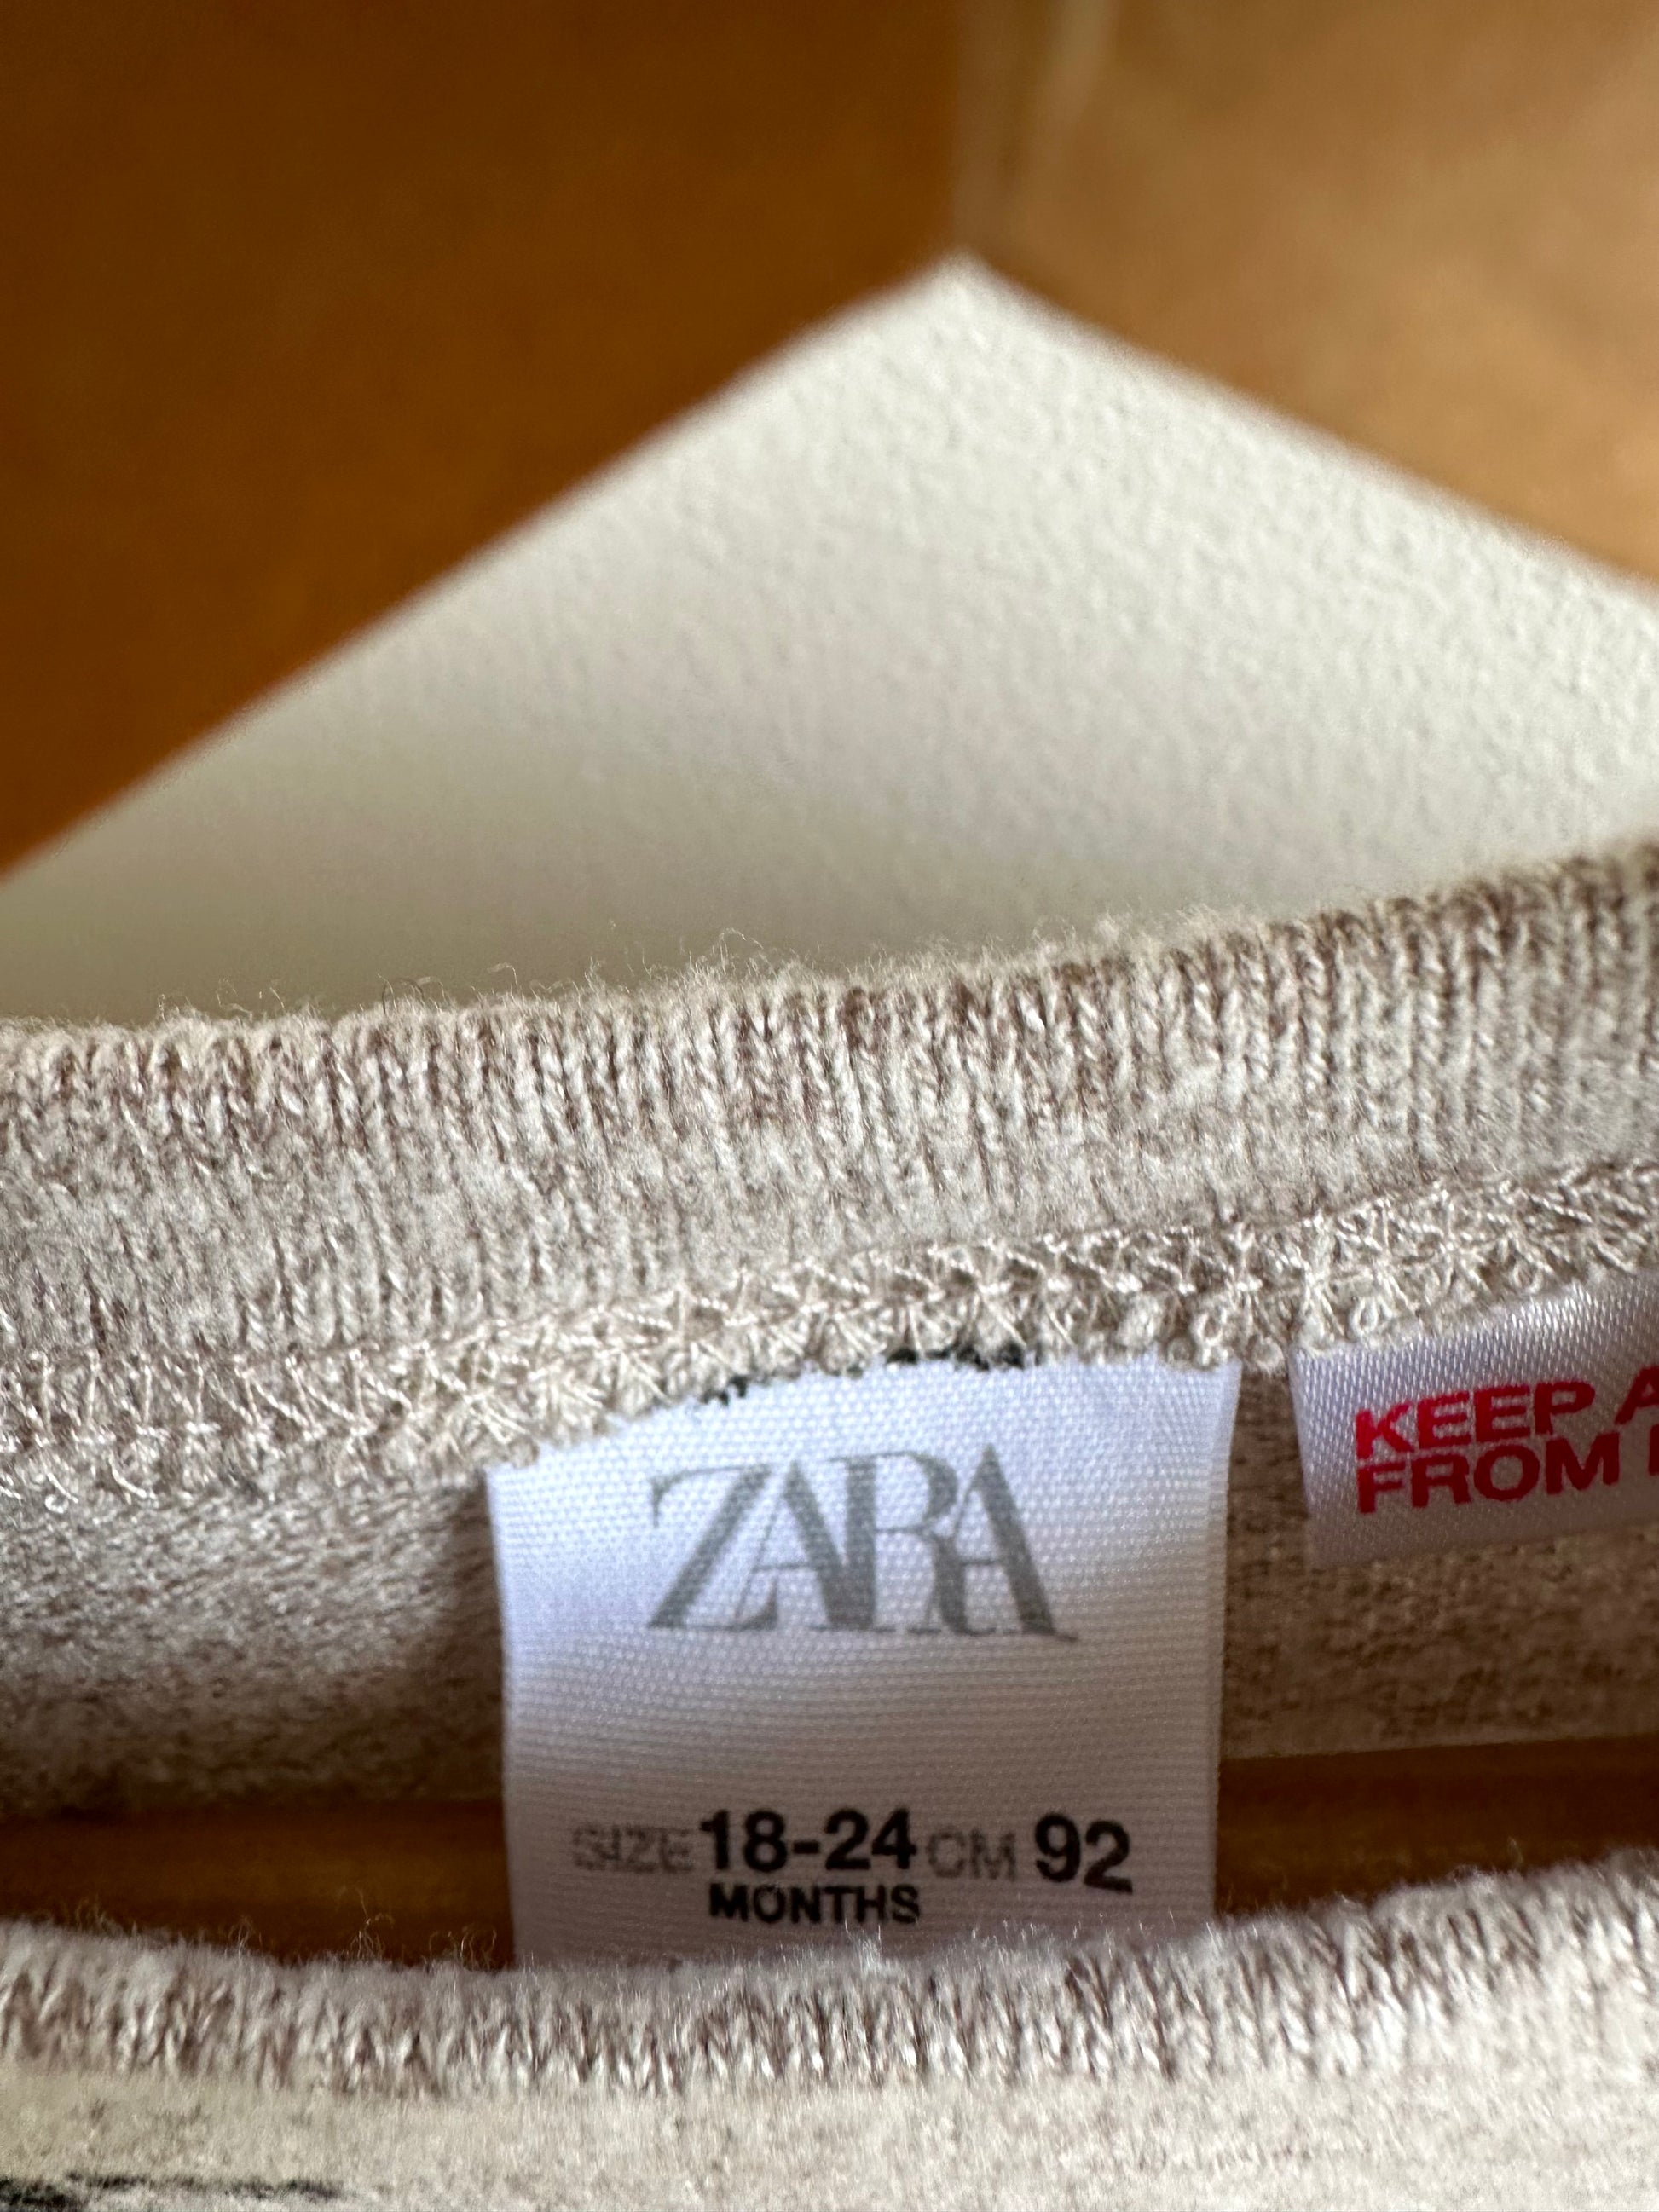 ZARA
SIZE 18-24 CM 92
MONTHS
KEEP A
FROM